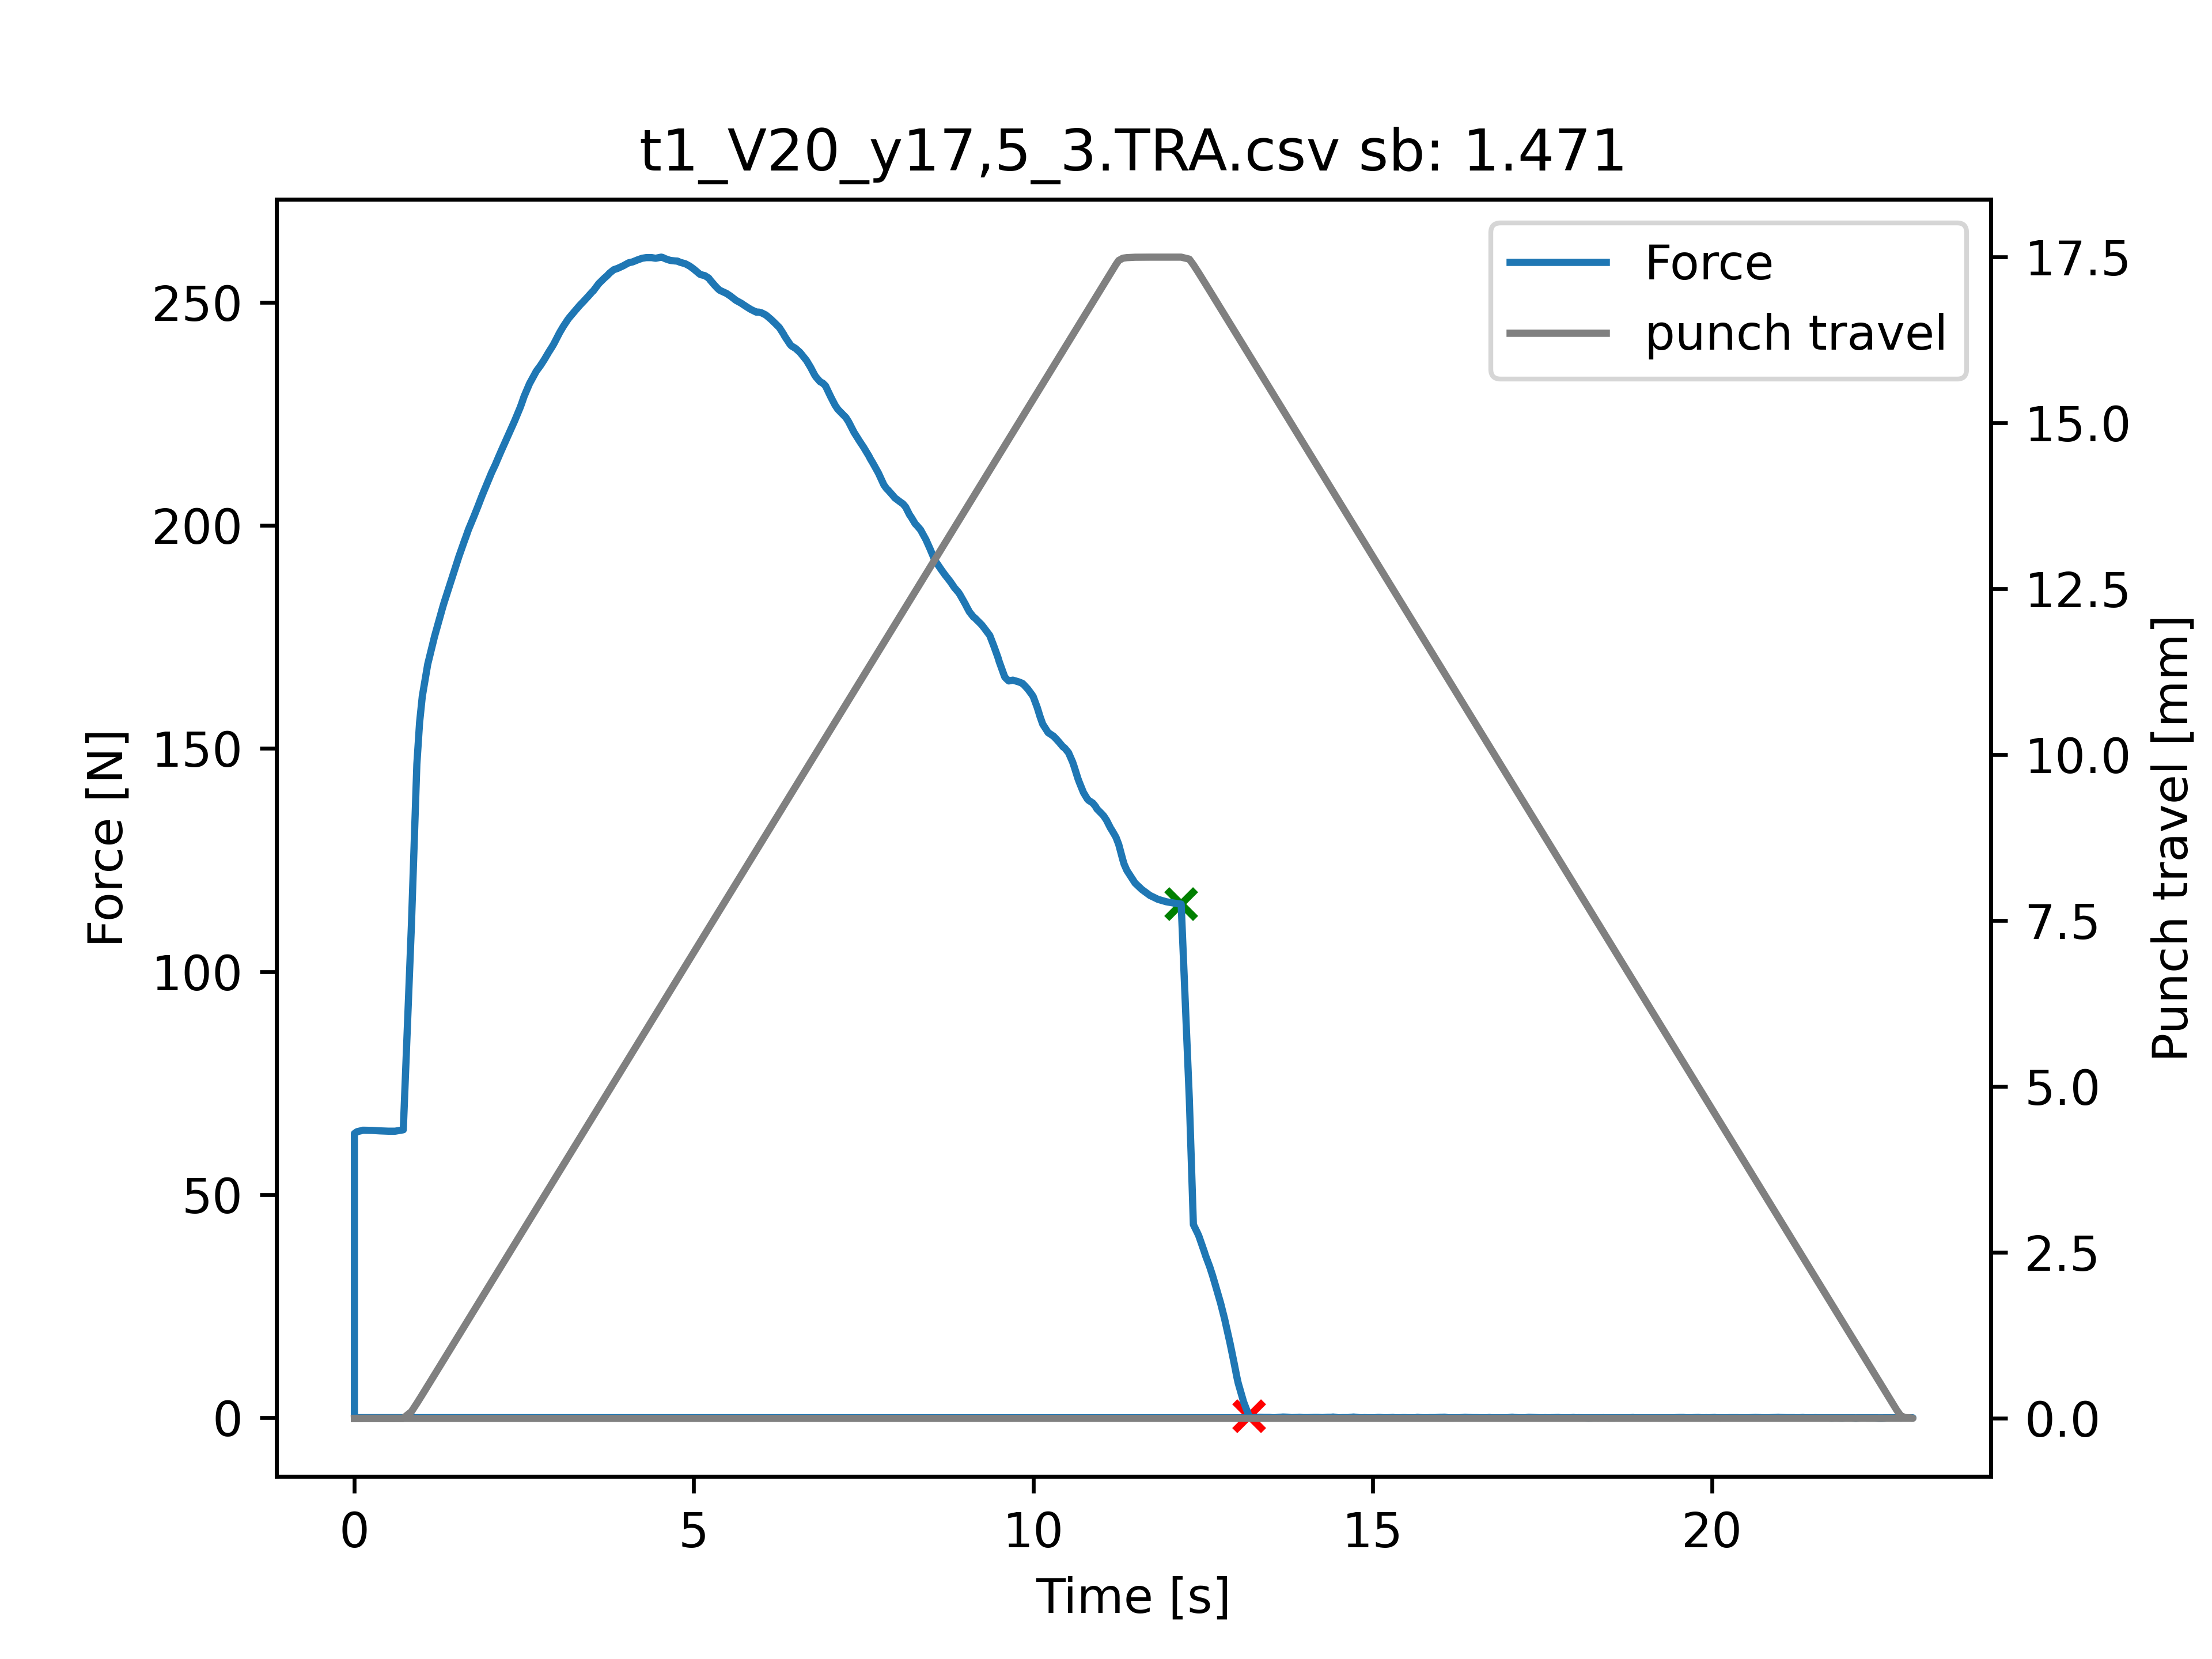 t1_V20_y17,5_3.TRA.csv sb: 1.471
Force
punch travel
Force [N]
250
200
150
100
50
0
17.5
15.0
12.5
10.0
7.5
5.0
2.5
0.0
Punch travel [mm]
0 5 10 15 20
Time [s]